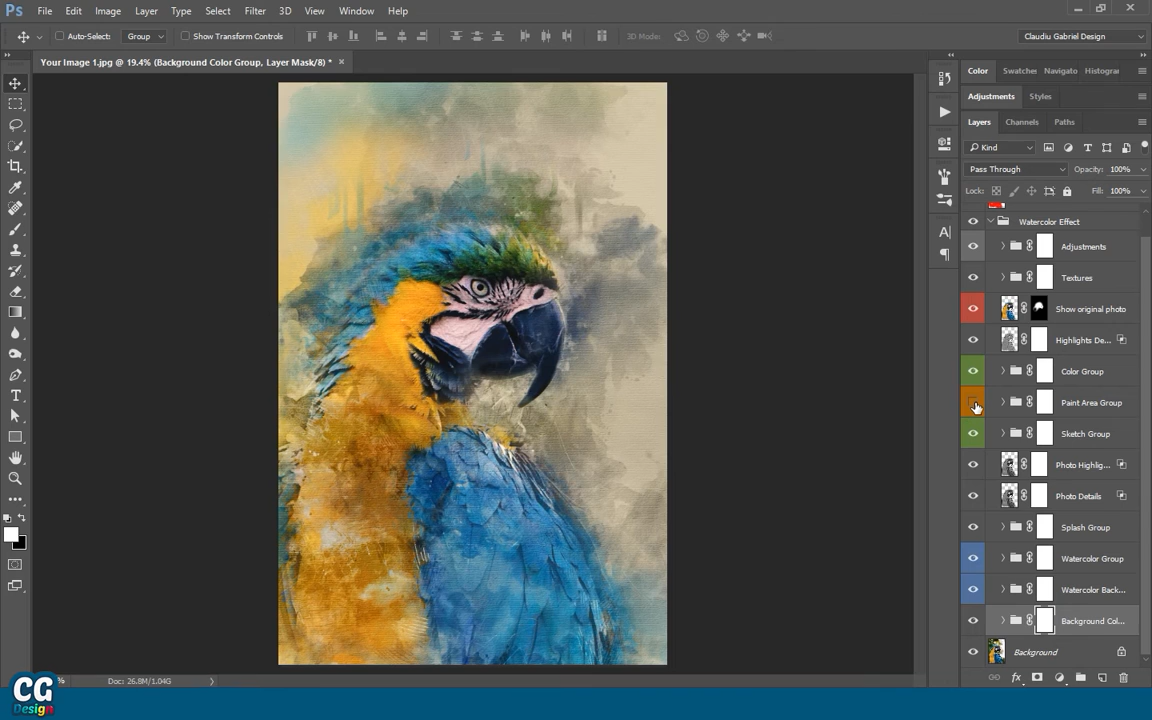 Ps File Edit Image Layer Type Select Filter 3D View Window Help
Auto-Select: Group Show Transform Controls 3D Mode: Claudiu Gabriel Design
Your Image 1.jpg @ 19.4% (Background Color Group, Layer Mask/8) * ×
Color Swatches Navigato Histogra
Adjustments Styles
Layers Channels Paths
Kind
Pass Through Opacity: 100%
Lock: Fill: 100%
Watercolor Effect
Adjustments
Textures
Show original photo
Highlights De...
Color Group
Paint Area Group
Sketch Group
Photo Highlig...
Photo Details
Splash Group
Watercolor Group
Watercolor Back...
Background Col...
Background
% Doc: 26.8M/1.04G
fx
CG
Design